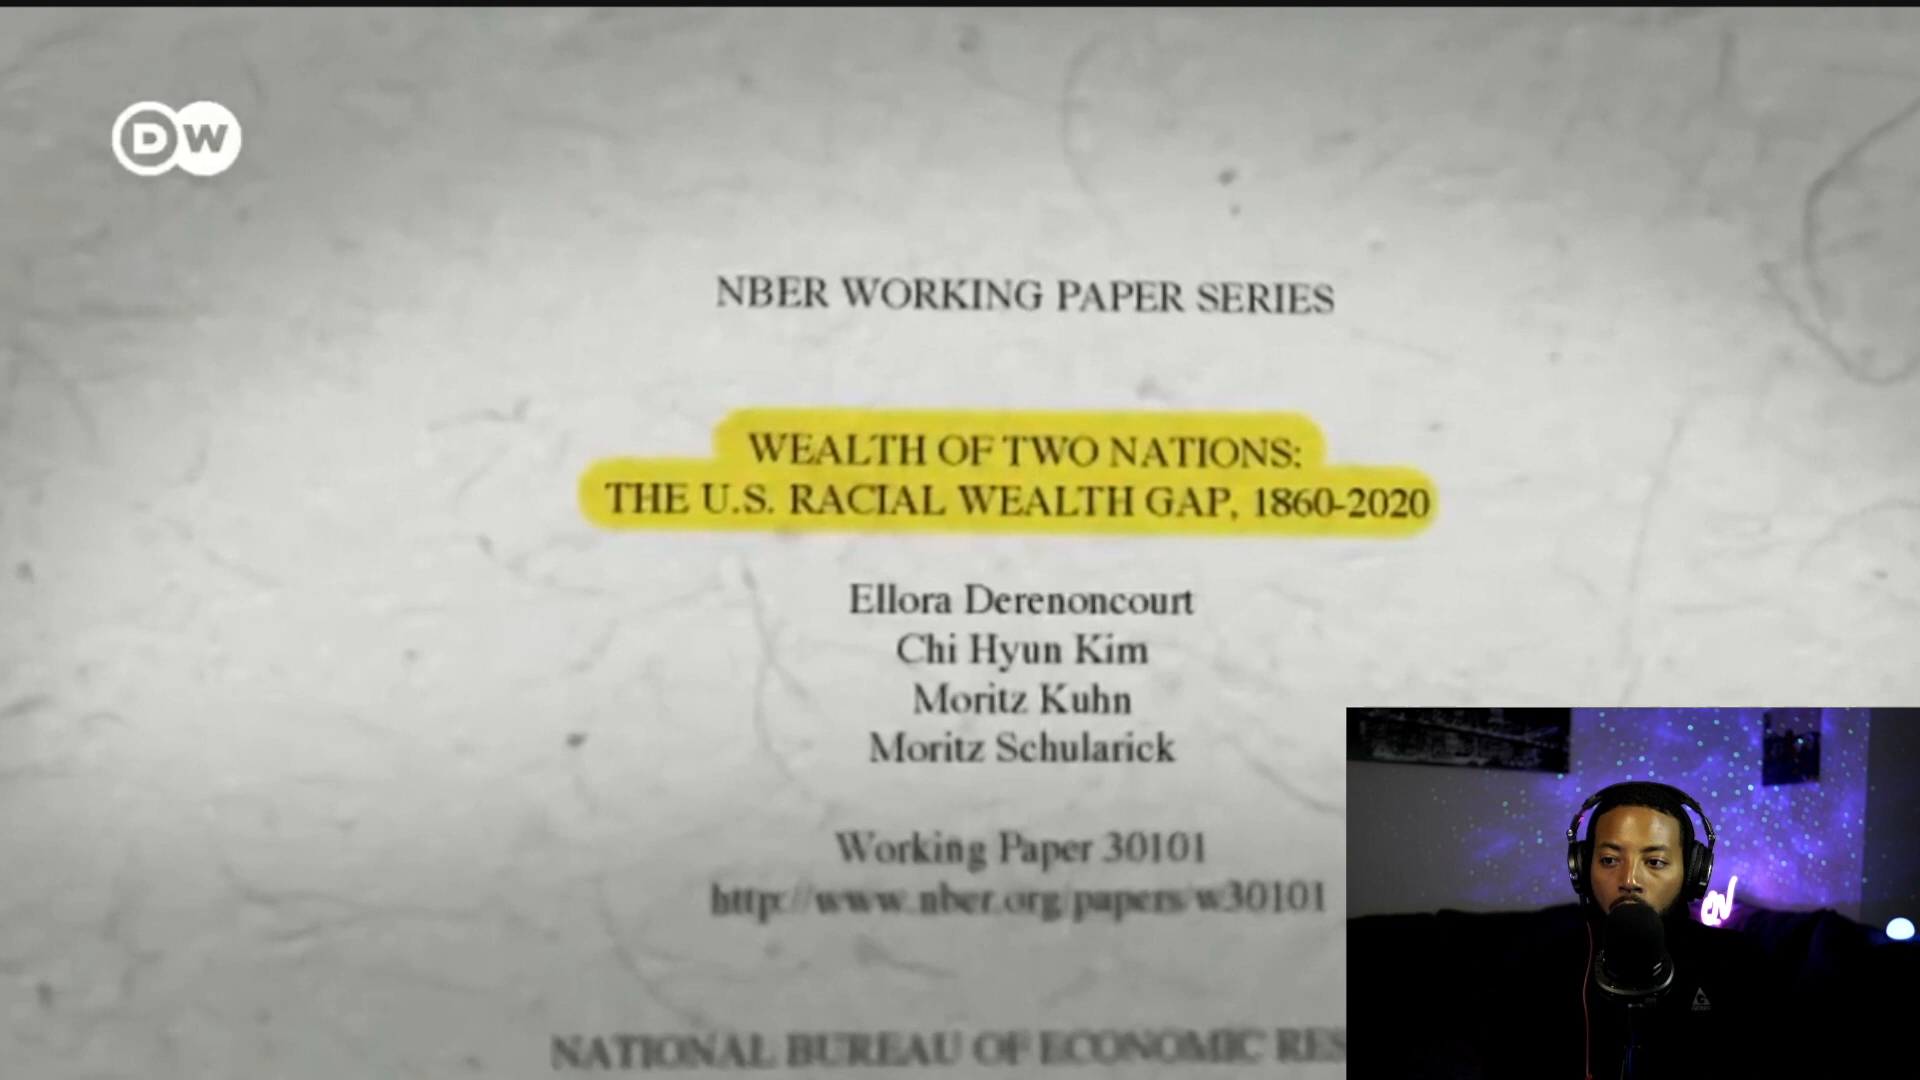 DW
NBER WORKING PAPER SERIES
WEALTH OF TWO NATIONS:
THE U.S. RACIAL WEALTH GAP, 1860-2020
Ellora Derenoncourt
Chi Hyun Kim
Moritz Kuhn
Moritz Schularick
Working Paper 30101
http://www.nber.org/papers/w30101
NATIONAL BUREAU OF ECONOMIC RES